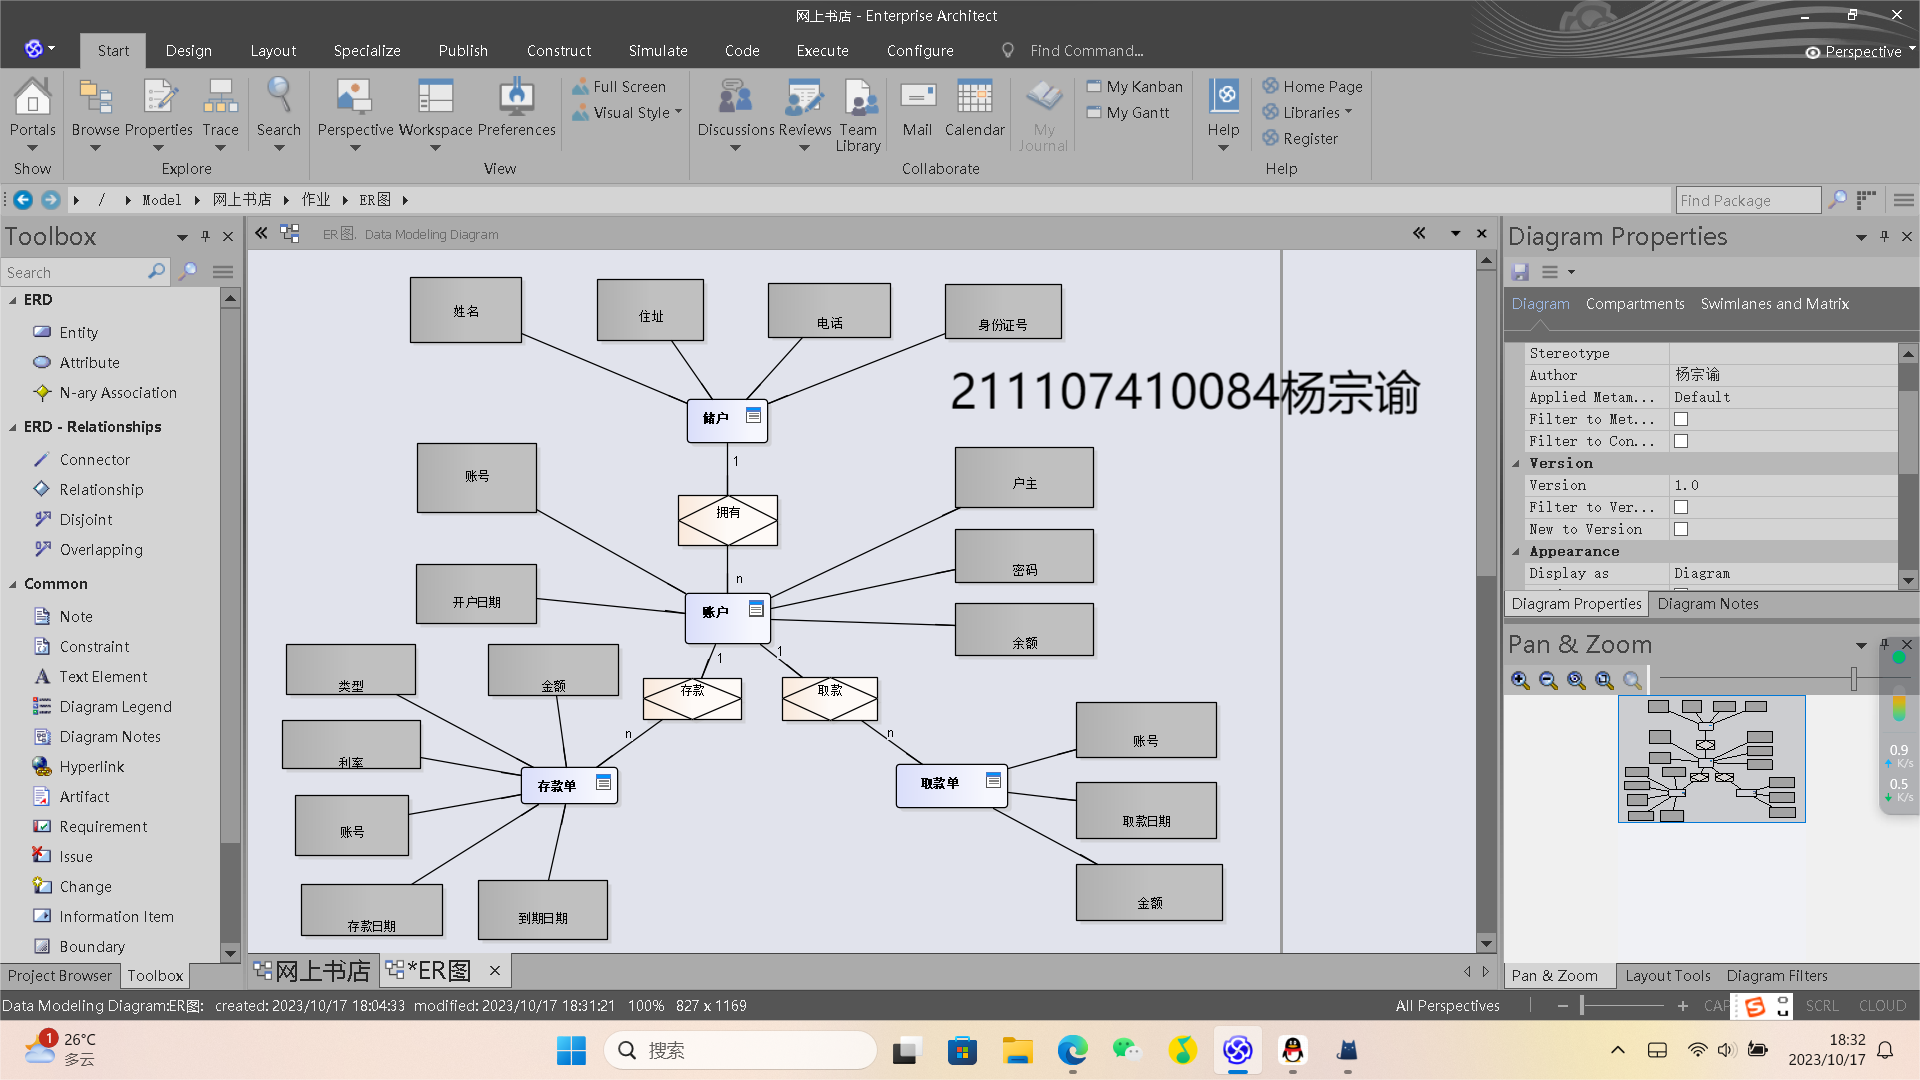 网上书店 - Enterprise Architect
Start Design Layout Specialize Publish Construct Simulate Code Execute Configure Find Command... Perspective
Portals Browse Properties Trace Search Perspective Workspace Preferences Full Screen Visual Style Discussions Reviews Team Library Mail Calendar My Journal My Kanban My Gantt Help Home Page Libraries Register
Show Explore View Collaborate Help
/ Model 网上书店 作业 ER图 Find Package
Toolbox
Search
ERD
Entity
Attribute
N-ary Association
ERD - Relationships
Connector
Relationship
Disjoint
Overlapping
Common
Note
Constraint
Text Element
Diagram Legend
Diagram Notes
Hyperlink
Artifact
Requirement
Issue
Change
Information Item
Boundary
Project Browser Toolbox
ER图. Data Modeling Diagram
姓名 住址 电话 身份证号
211107410084杨宗谕
储户
1
账号 户主
拥有
n
密码
开户日期 账户
余额
1 1
类型 金额 存款 取款
n n
利率 账号
存款单 取款单
账号 取款日期
金额
存款日期 到期日期
网上书店 *ER图
Diagram Properties
Diagram Compartments Swimlanes and Matrix
Stereotype
Author 杨宗谕
Applied Metam... Default
Filter to Met...
Filter to Con...
Version
Version 1.0
Filter to Ver...
New to Version
Appearance
Display as Diagram
Diagram Properties Diagram Notes
Pan & Zoom
0.9
K/s
0.5
K/s
Pan & Zoom Layout Tools Diagram Filters
Data Modeling Diagram:ER图: created: 2023/10/17 18:04:33 modified: 2023/10/17 18:31:21 100% 827 x 1169 All Perspectives CAP SCRL CLOUD
1 26°C
多云
搜索
18:32
2023/10/17